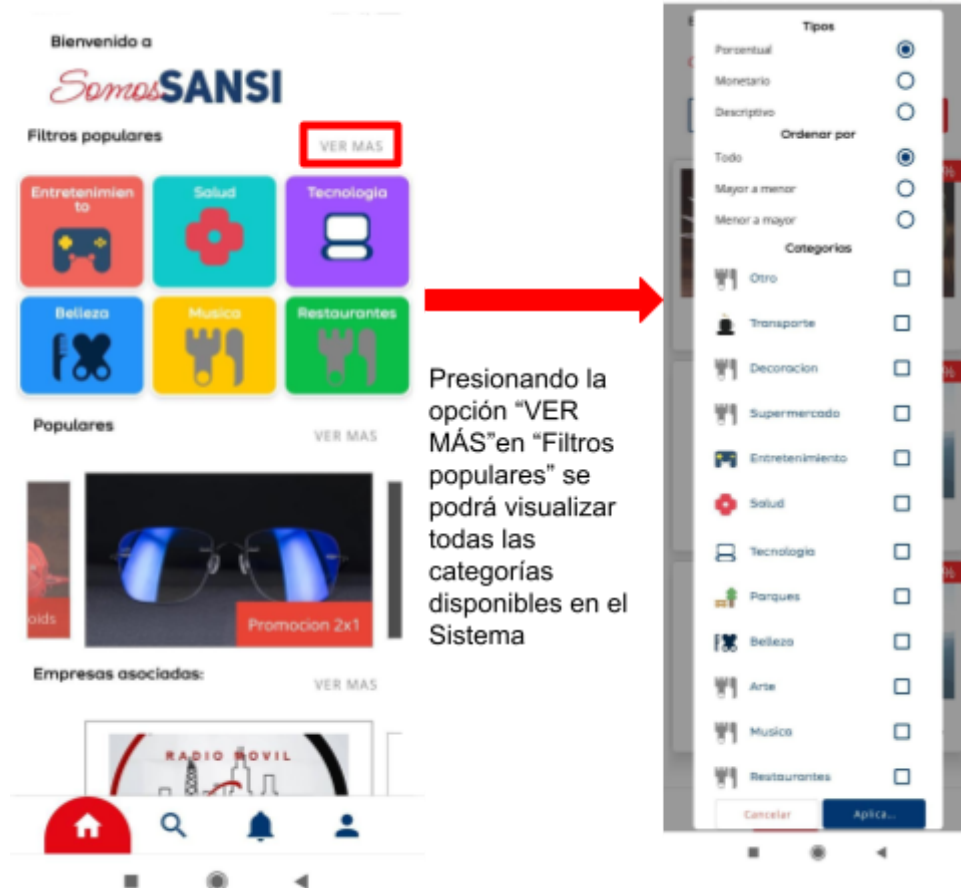 Bienvenido a
SomosSANSI
Filtros populares
VER MAS
Entretenimien
to
Salud
Tecnologia
Belleza
Musica
Restaurantes
Populares
VER MAS
oids
Promocion 2x1
Empresas asociadas:
VER MAS
RADIO MOVIL
Presionando la
opción “VER
MÁS”en “Filtros
populares” se
podrá visualizar
todas las
categorías
disponibles en el
Sistema
Tipos
Porcentual
Monetario
Descriptivo
Ordenar por
Todo
Mayor a menor
Menor a mayor
Categorias
Otro
Transporte
Decoracion
Supermercado
Entretenimiento
Salud
Tecnologia
Parques
Belleza
Arte
Musica
Restaurantes
Cancelar
Aplica...
%
%
%